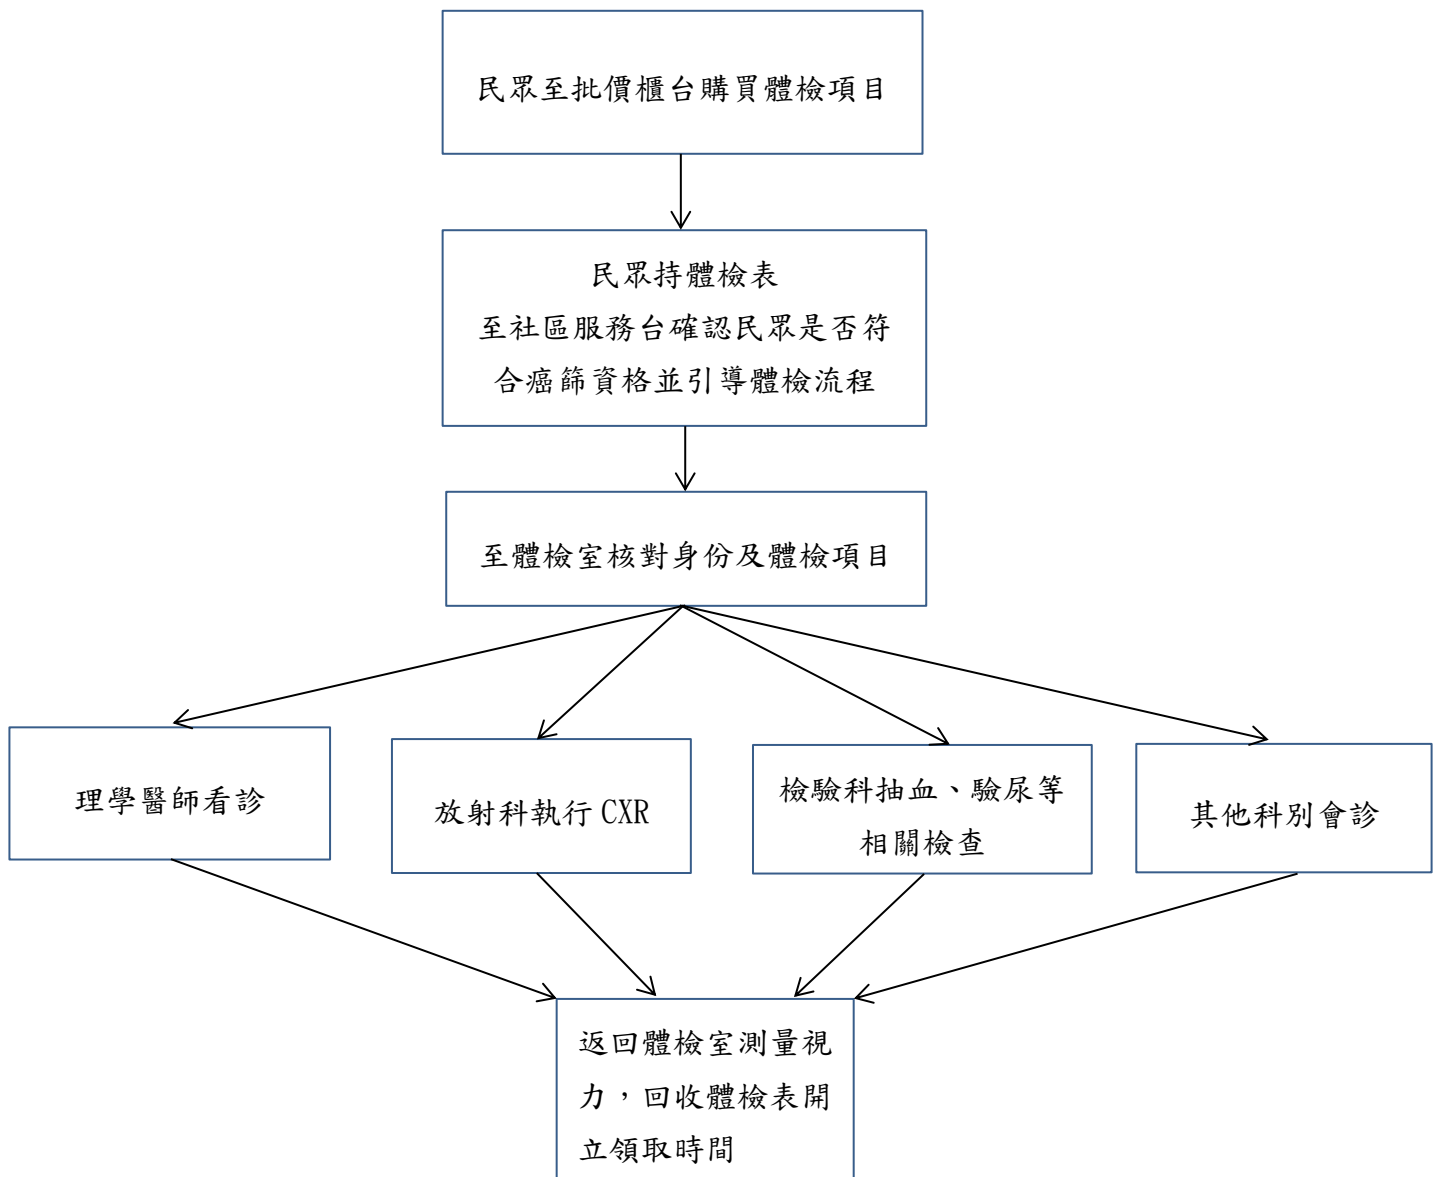 民眾至批價櫃台購買體檢項目
民眾持體檢表
至社區服務台確認民眾是否符
合癌篩資格並引導體檢流程
至體檢室核對身份及體檢項目
理學醫師看診
放射科執行 CXR
檢驗科抽血、驗尿等
相關檢查
其他科別會診
返回體檢室測量視
力，回收體檢表開
立領取時間